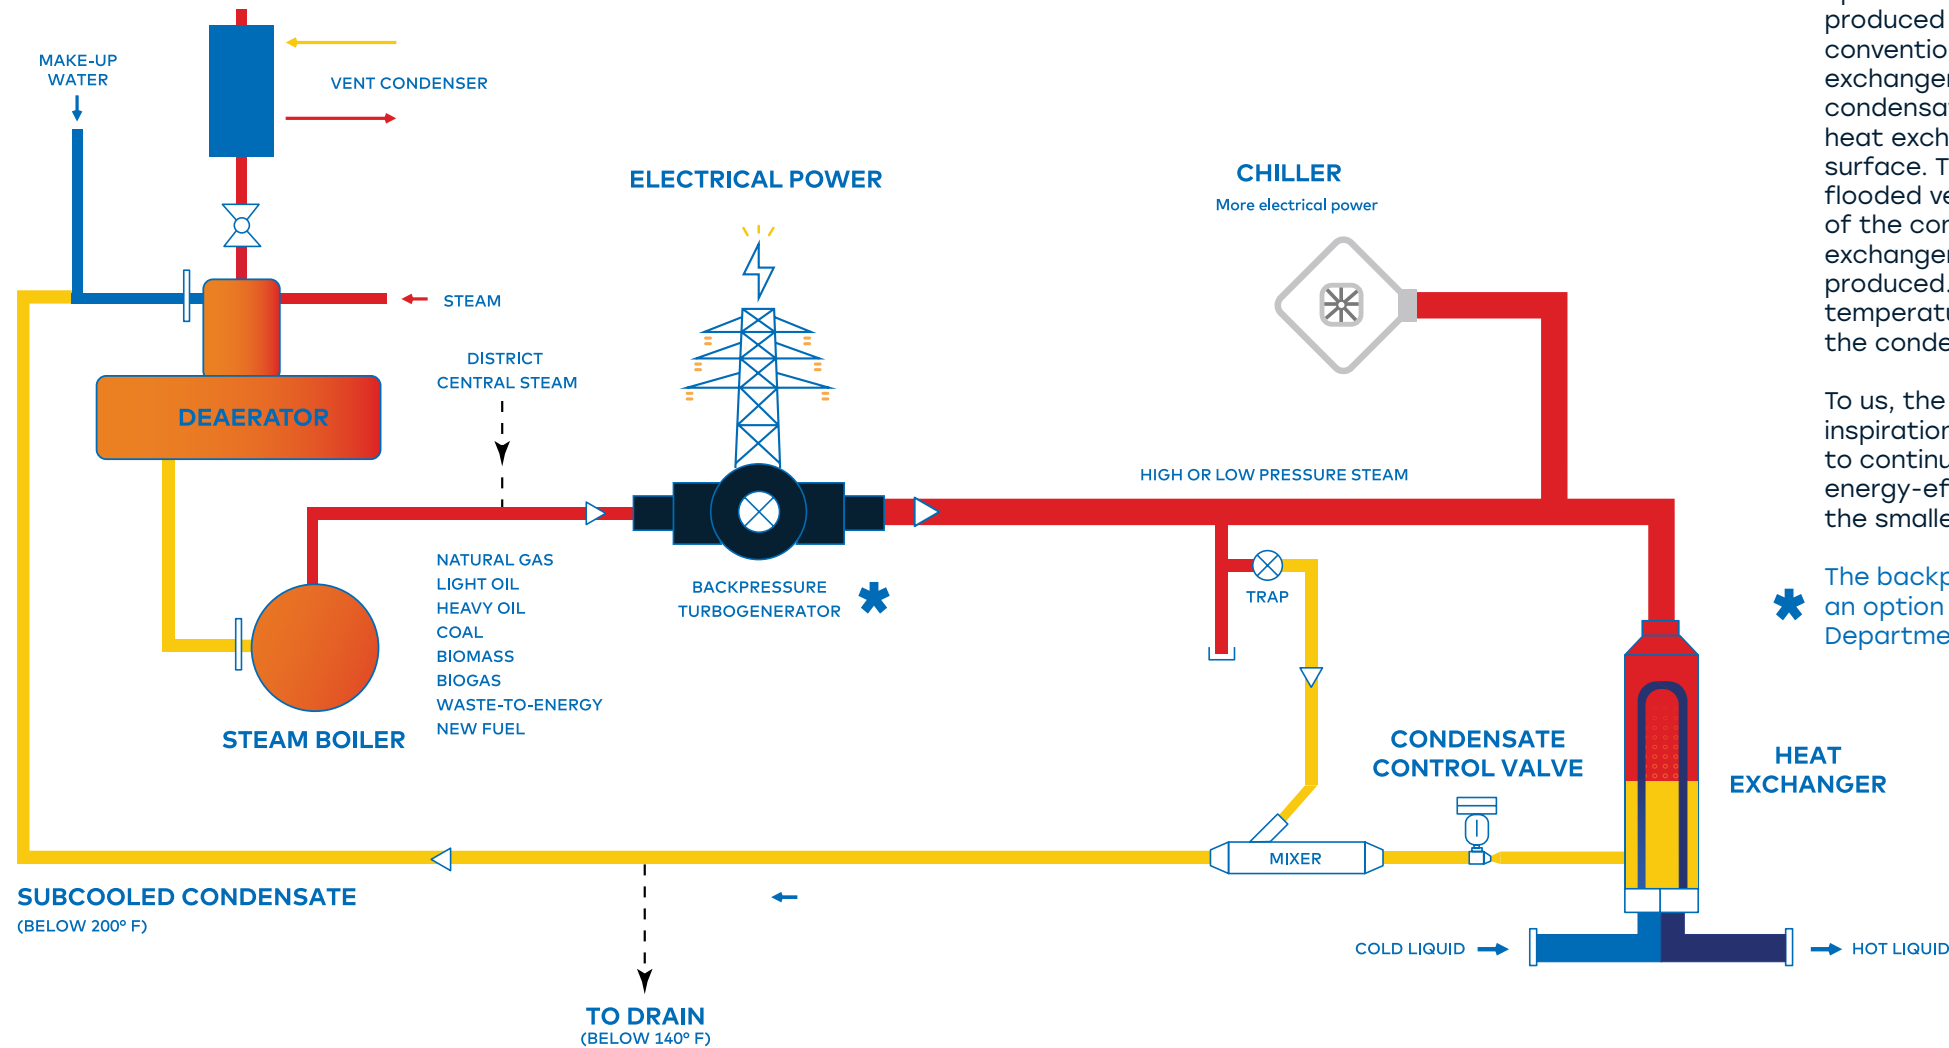 MAKE-UP
WATER
VENT CONDENSER
STEAM
DEAERATOR
DISTRICT
CENTRAL STEAM
ELECTRICAL POWER
CHILLER
More electrical power
HIGH OR LOW PRESSURE STEAM
NATURAL GAS
LIGHT OIL
HEAVY OIL
COAL
BIOMASS
BIOGAS
WASTE-TO-ENERGY
NEW FUEL
STEAM BOILER
BACKPRESSURE
TURBOGENERATOR *
TRAP
CONDENSATE
CONTROL VALVE
HEAT
EXCHANGER
MIXER
SUBCOOLED CONDENSATE
(BELOW 200° F)
COLD LIQUID
HOT LIQUID
TO DRAIN
(BELOW 140° F)
produced
conventio
exchanger
condensa
heat exch
surface. T
flooded ve
of the con
exchanger
produced.
temperatu
the conde
To us, the
inspiration
to continu
energy-ef
the smalle
* The backp
an option
Departme